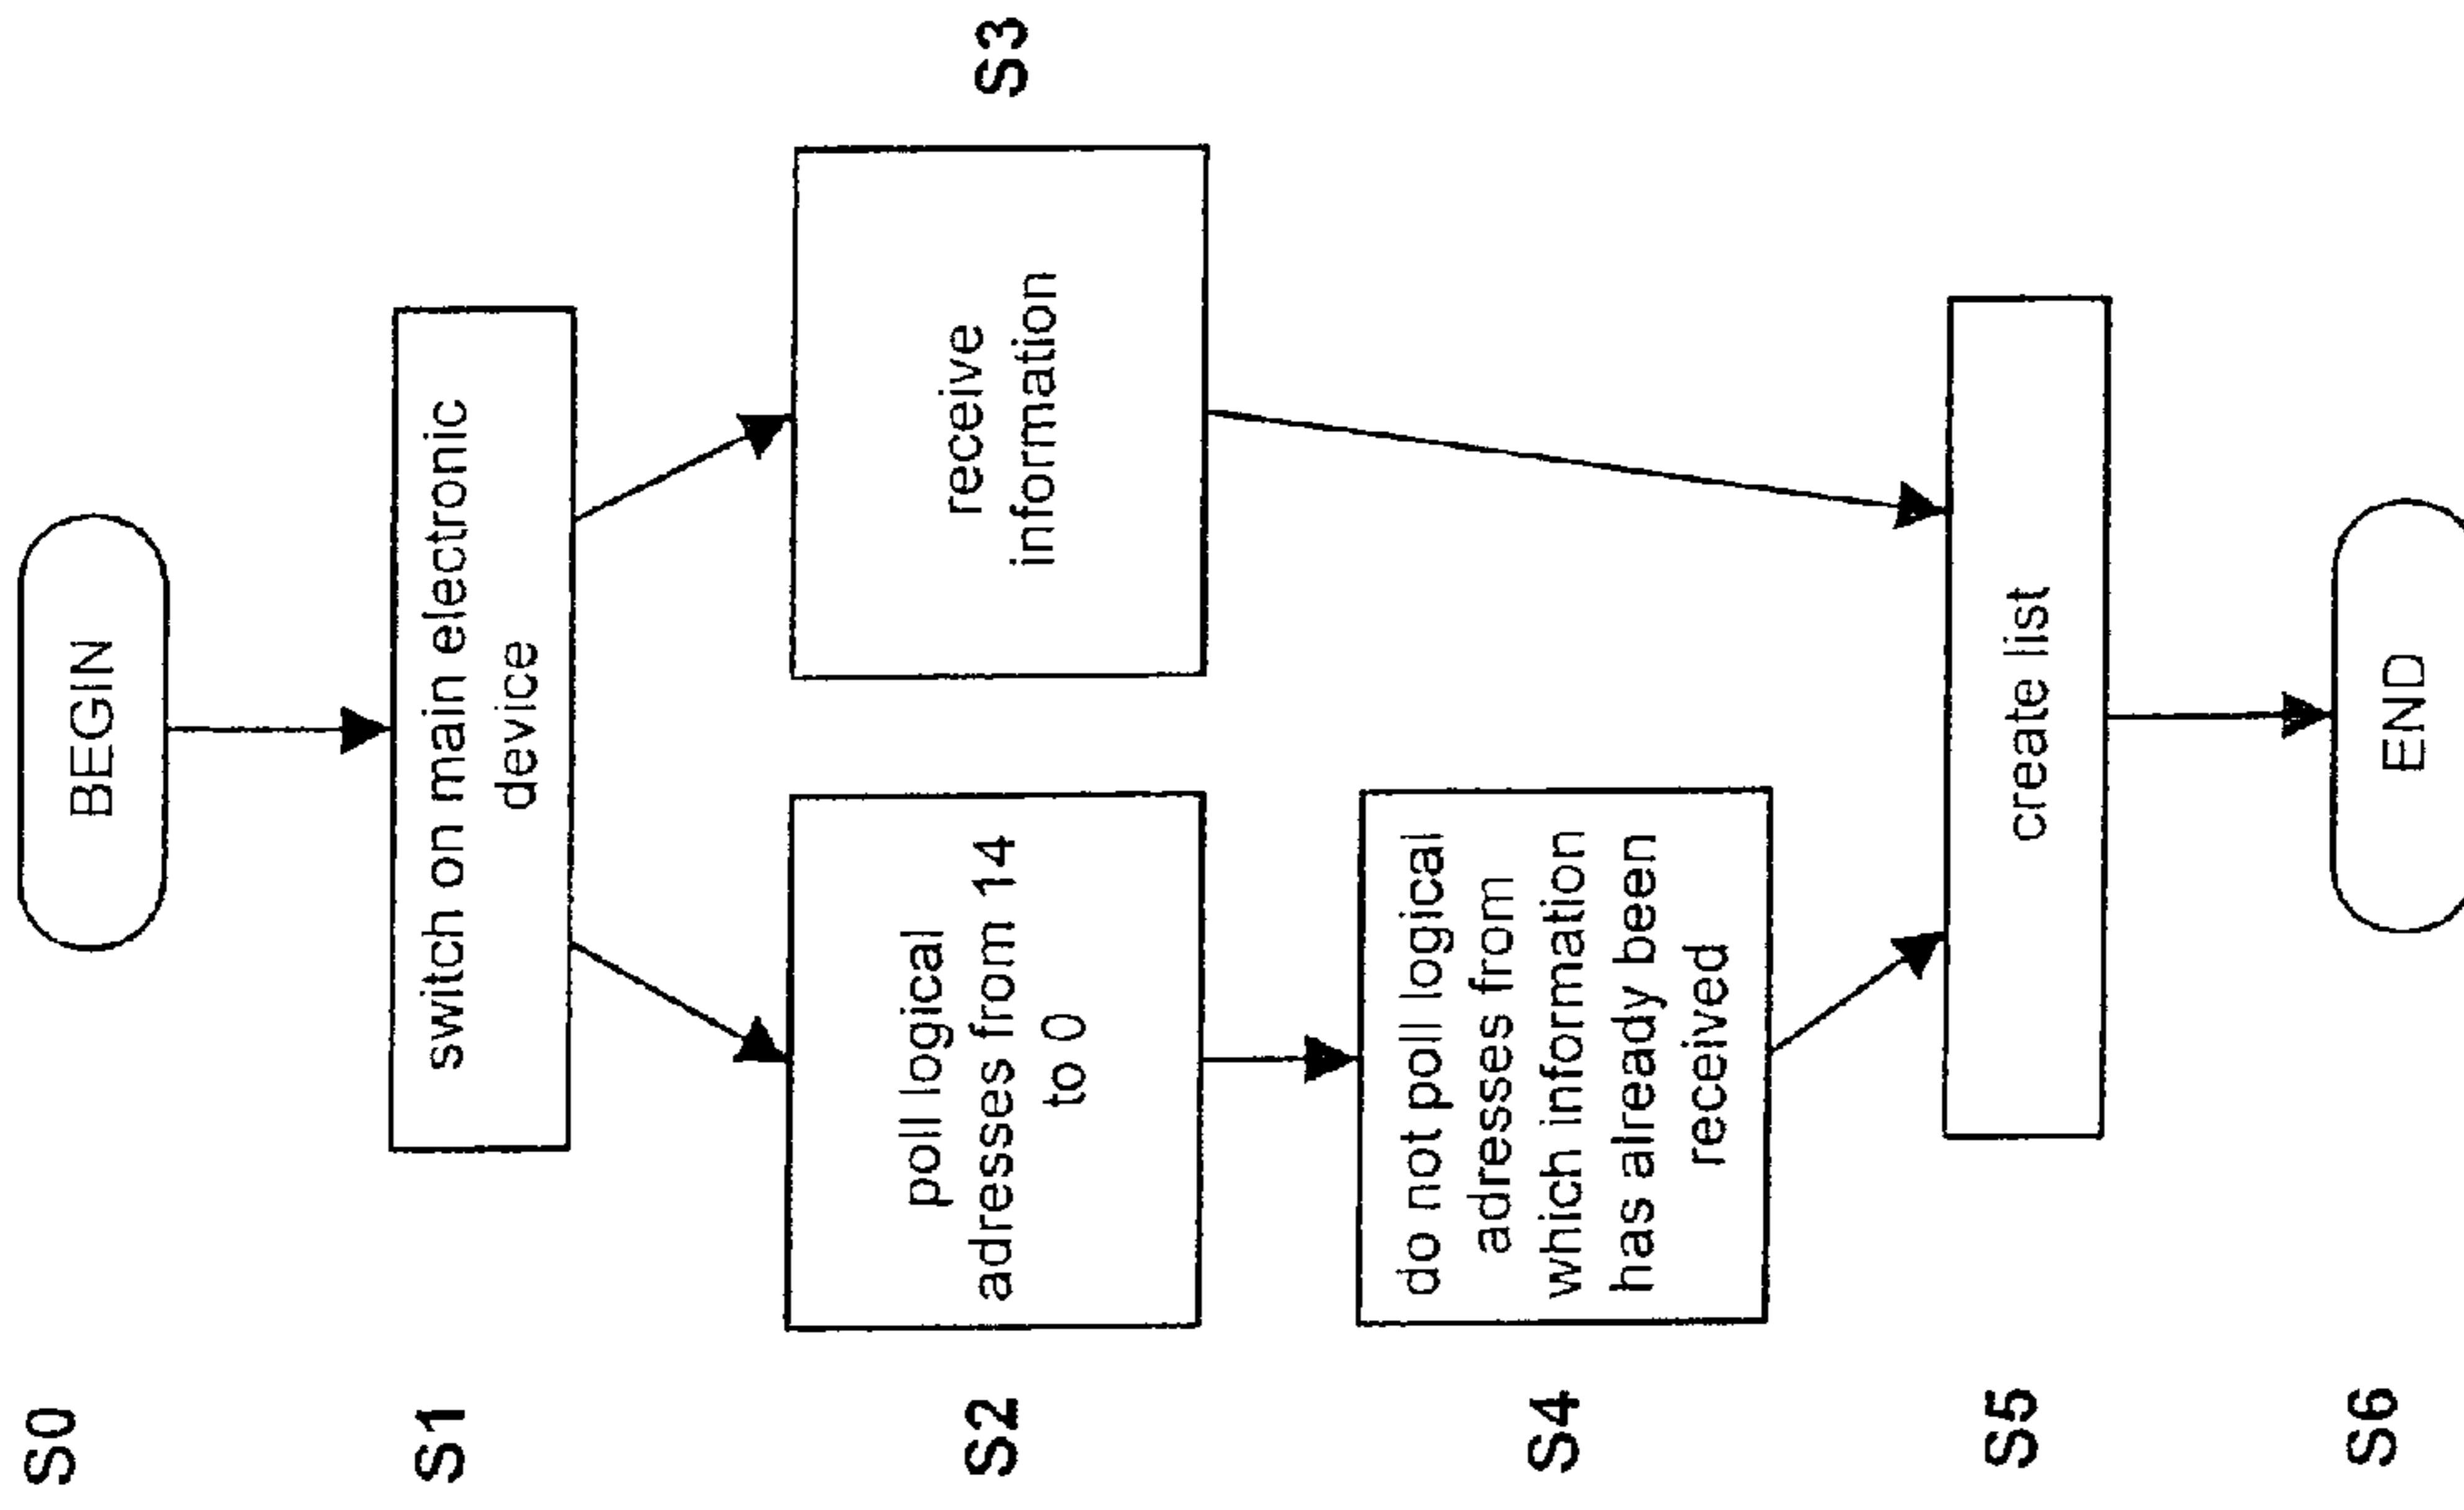 S0
BEGIN
S1
switch on main electronic
device
S2
poll logical
adresses from 14
to 0
receive
information
S3
S4
do not poll logical
adresses from
which information
has already been
received
S5
create list
S6
END